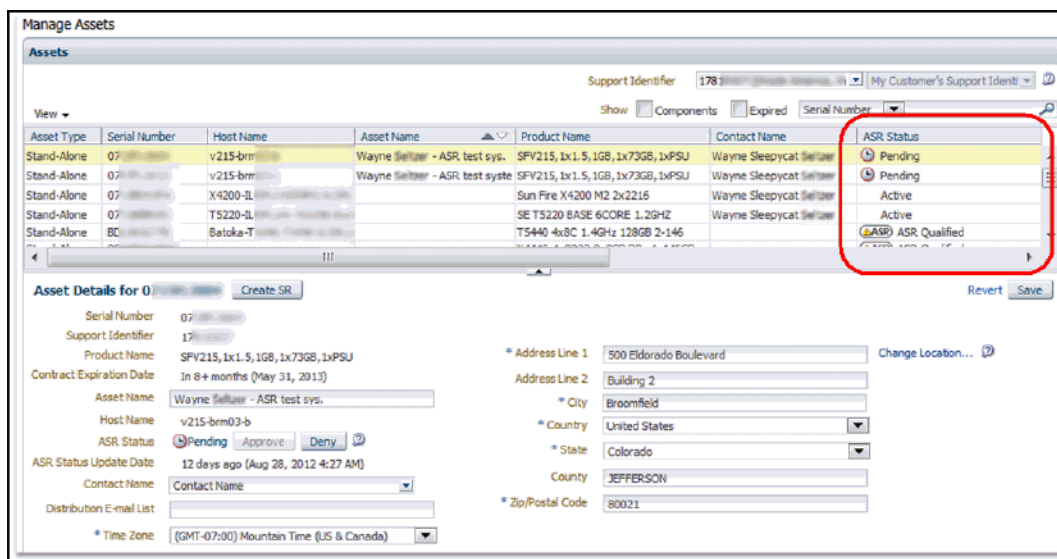 Manage Assets
Assets
Support Identifier 178 My Customer's Support Identi
View Show Components Expired Serial Number
Asset Type Serial Number Host Name Asset Name Product Name Contact Name ASR Status
Stand-Alone 07 v215-brm Wayne - ASR test sys. SFV215,1x1.5,1GB,1x73GB,1xPSU Wayne Sleepycat Pending
Stand-Alone 07 v215-brm Wayne - ASR test syste SFV215,1x1.5,1GB,1x73GB,1xPSU Wayne Sleepycat Pending
Stand-Alone 07 X4200-IL Sun Fire X4200 M2 2x2216 Wayne Sleepycat Active
Stand-Alone 07 T5220-IL SE T5220 BASE 6CORE 1.2GHZ Wayne Sleepycat Active
Stand-Alone BD Batoka-T T5440 4x8C 1.4GHz 128GB 2-146 ASR ASR Qualified
Asset Details for 0 Create SR Revert Save
Serial Number 07
Support Identifier 17
Product Name SFV215,1x1.5,1GB,1x73GB,1xPSU * Address Line 1 500 Eldorado Boulevard Change Location...
Contract Expiration Date In 8+ months (May 31, 2013) Address Line 2 Building 2
Asset Name Wayne - ASR test sys. * City Broomfield
Host Name v215-brm03-b * Country United States
ASR Status Pending Approve Deny * State Colorado
ASR Status Update Date 12 days ago (Aug 28, 2012 4:27 AM) County JEFFERSON
Contact Name Contact Name * Zip/Postal Code 80021
Distribution E-mail List
* Time Zone (GMT-07:00) Mountain Time (US & Canada)